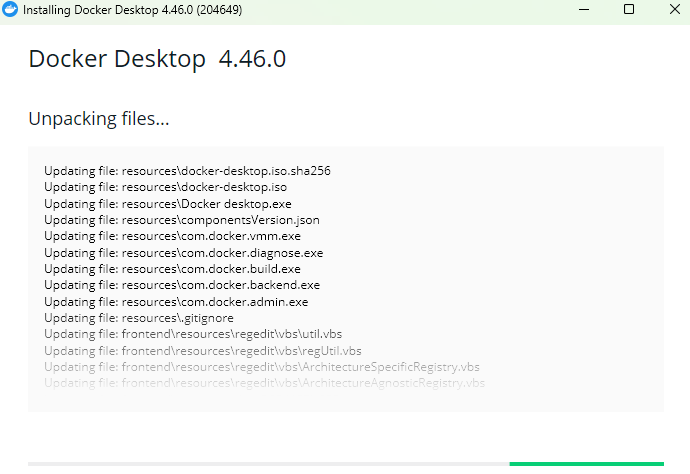 Installing Docker Desktop 4.46.0 (204649)
Docker Desktop 4.46.0
Unpacking files...
Updating file: resources\docker-desktop.iso.sha256
Updating file: resources\docker-desktop.iso
Updating file: resources\Docker desktop.exe
Updating file: resources\componentsVersion.json
Updating file: resources\com.docker.vmm.exe
Updating file: resources\com.docker.diagnose.exe
Updating file: resources\com.docker.build.exe
Updating file: resources\com.docker.backend.exe
Updating file: resources\com.docker.admin.exe
Updating file: resources\.gitignore
Updating file: frontend\resources\regedit\vbs\util.vbs
Updating file: frontend\resources\regedit\vbs\regUtil.vbs
Updating file: frontend\resources\regedit\vbs\ArchitectureSpecificRegistry.vbs
Updating file: frontend\resources\regedit\vbs\ArchitectureAgnosticRegistry.vbs